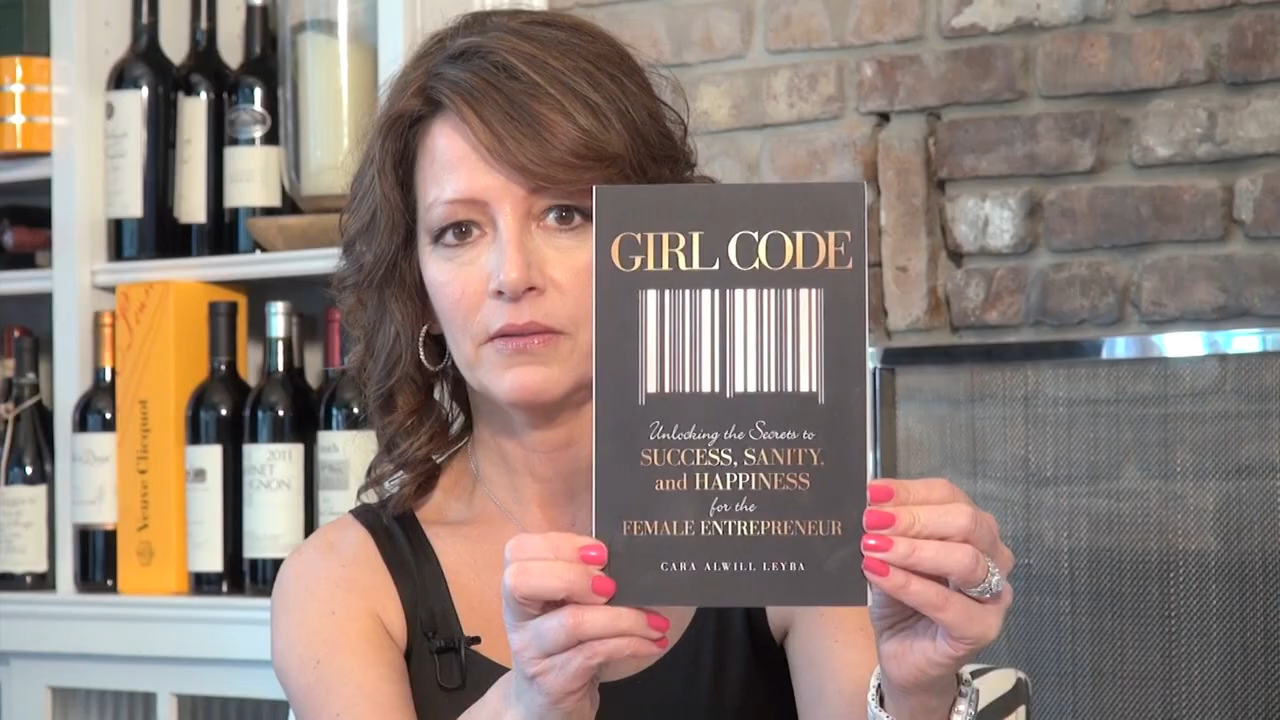 GIRL CODE
Unlocking the Secrets to
SUCCESS, SANITY,
and HAPPINESS
for the
FEMALE ENTREPRENEUR
CARA ALWILL LEYBA
Veuve Clicquot
2011